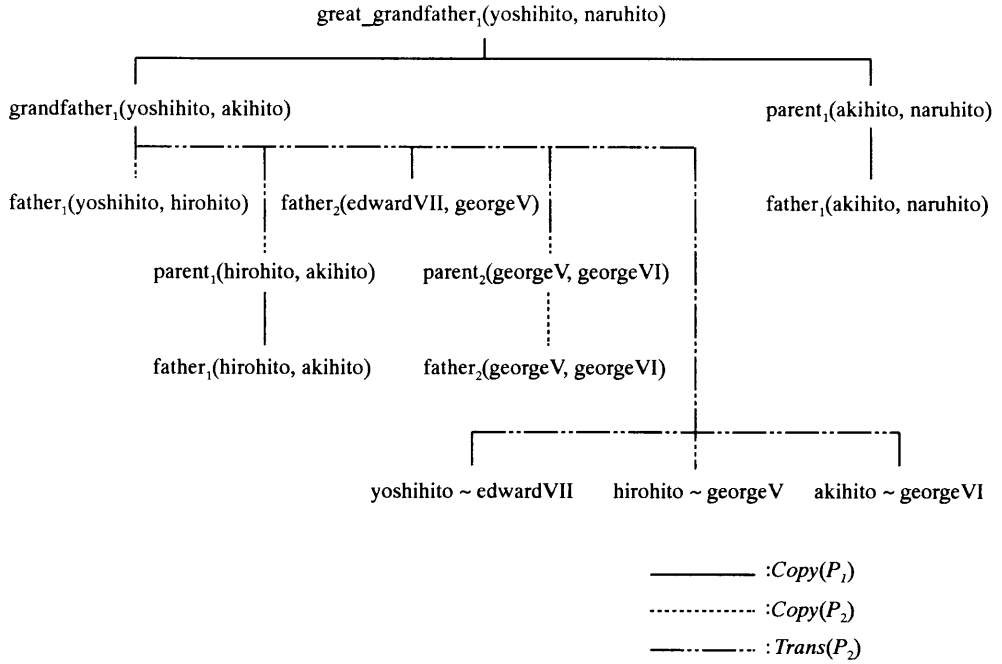 great_grandfather₁(yoshihito, naruhito)
grandfather₁(yoshihito, akihito) parent₁(akihito, naruhito)
father₁(yoshihito, hirohito) father₂(edwardVII, georgeV) father₁(akihito, naruhito)
parent₁(hirohito, akihito) parent₂(georgeV, georgeVI)
father₁(hirohito, akihito) father₂(georgeV, georgeVI)
yoshihito ~ edwardVII hirohito ~ georgeV akihito ~ georgeVI
:Copy(P₁)
:Copy(P₂)
: Trans(P₂)